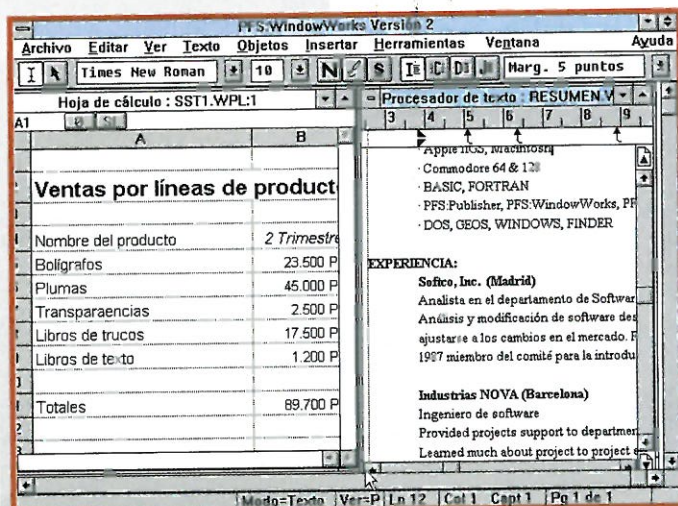 PFS:WindowWorks Versión 2
Archivo Editar Ver Texto Objetos Insertar Herramientas Ventana Ayuda
Times New Roman 10 N S Marg. 5 puntos
Hoja de cálculo : SST1.WPL:1
A1
A B
Ventas por líneas de product
Nombre del producto 2 Trimestre
Bolígrafos 23.500 P
Plumas 45.000 P
Transparaencias 2.500 P
Libros de trucos 17.500 P
Libros de texto 1.200 P
Totales 89.700 P
Procesador de texto : RESUMEN.V
3 4 5 6 7 8 9
· Apple IIGS, Macintosh
· Commodore 64 & 128
· BASIC, FORTRAN
· PFS:Publisher, PFS:WindowWorks, PF
· DOS, GEOS, WINDOWS, FINDER
EXPERIENCIA:
Softco, Inc. (Madrid)
Analista en el departamento de Softwar
Análisis y modificación de software des
ajustarse a los cambios en el mercado. F
1987 miembro del comité para la introdu
Industrias NOVA (Barcelona)
Ingeniero de software
Provided projects support to departmen
Learned much about project to project
Modo=Texto Ver=P Ln 12 Col 1 Capt 1 Pg 1 de 1